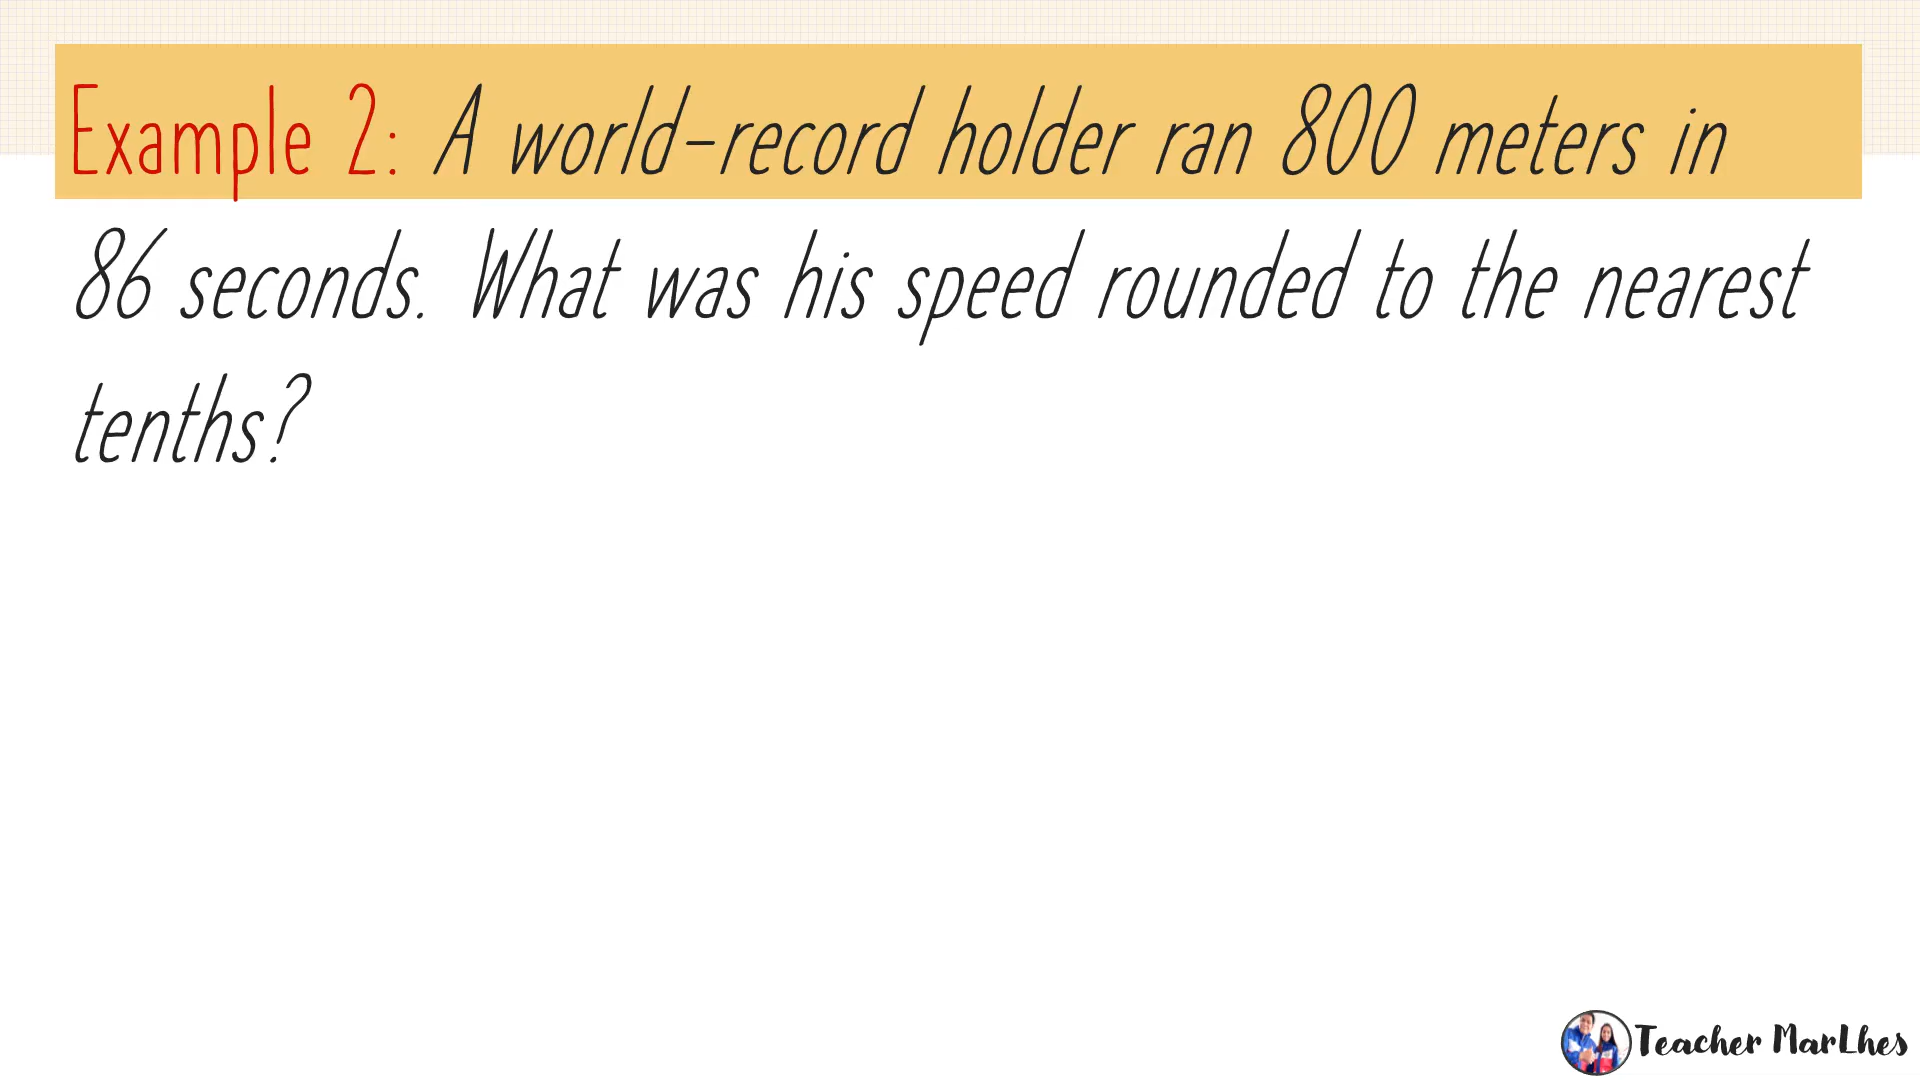 Example 2: A world-record holder ran 800 meters in
86 seconds. What was his speed rounded to the nearest
tenths?
Teacher MarLhes